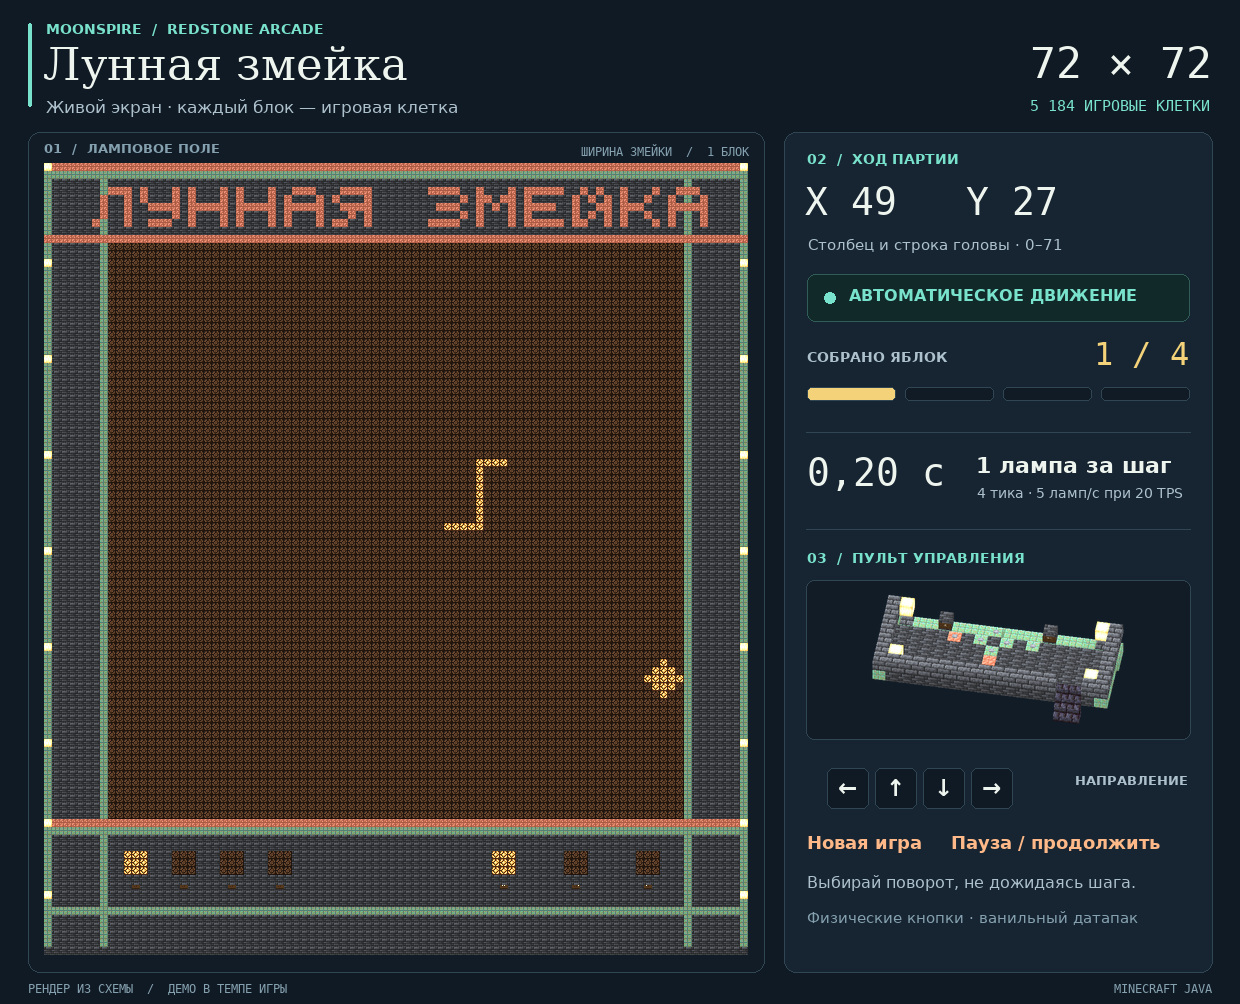 MOONSPIRE / REDSTONE ARCADE
Лунная змейка
Живой экран · каждый блок — игровая клетка
72 × 72
5 184 ИГРОВЫЕ КЛЕТКИ
01 / ЛАМПОВОЕ ПОЛЕ
ШИРИНА ЗМЕЙКИ / 1 БЛОК
ЛУННАЯ ЗМЕЙКА
02 / ХОД ПАРТИИ
X 49 Y 27
Столбец и строка головы · 0–71
АВТОМАТИЧЕСКОЕ ДВИЖЕНИЕ
СОБРАНО ЯБЛОК 1 / 4
0,20 с
1 лампа за шаг
4 тика · 5 ламп/с при 20 TPS
03 / ПУЛЬТ УПРАВЛЕНИЯ
← ↑ ↓ → НАПРАВЛЕНИЕ
Новая игра Пауза / продолжить
Выбирай поворот, не дожидаясь шага.
Физические кнопки · ванильный датапак
РЕНДЕР ИЗ СХЕМЫ / ДЕМО В ТЕМПЕ ИГРЫ
MINECRAFT JAVA